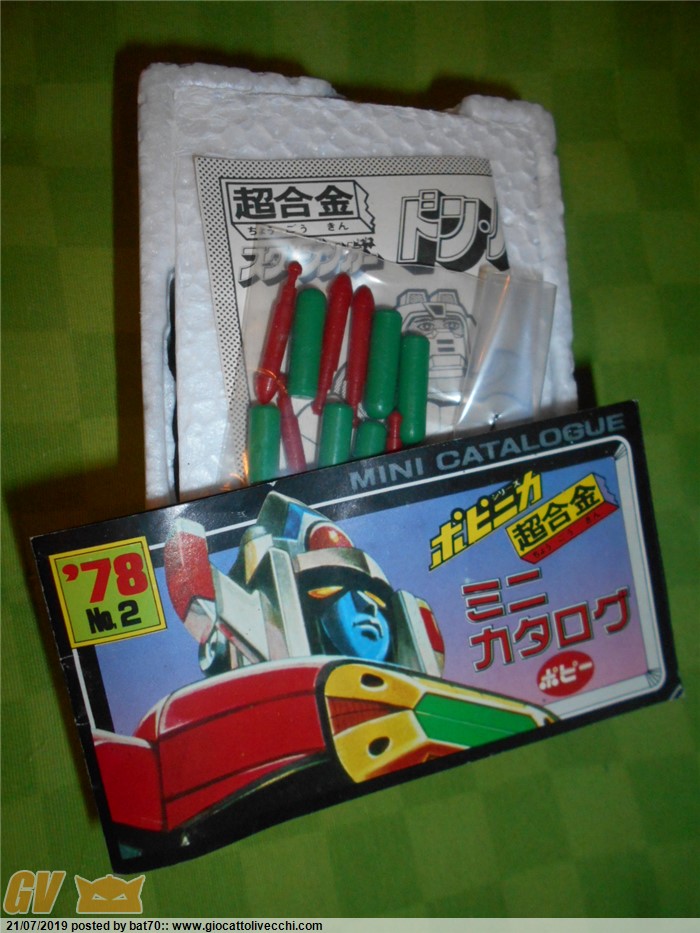 超合金
ちょう ごう きん
ドン・
MINI CATALOGUE
'78
No.2
ポピニカ
シリーズ
超合金
ちょうごうきん
ミニ
カタログ
ポピー
GV
21/07/2019 posted by bat70:: www.giocattolivecchi.com